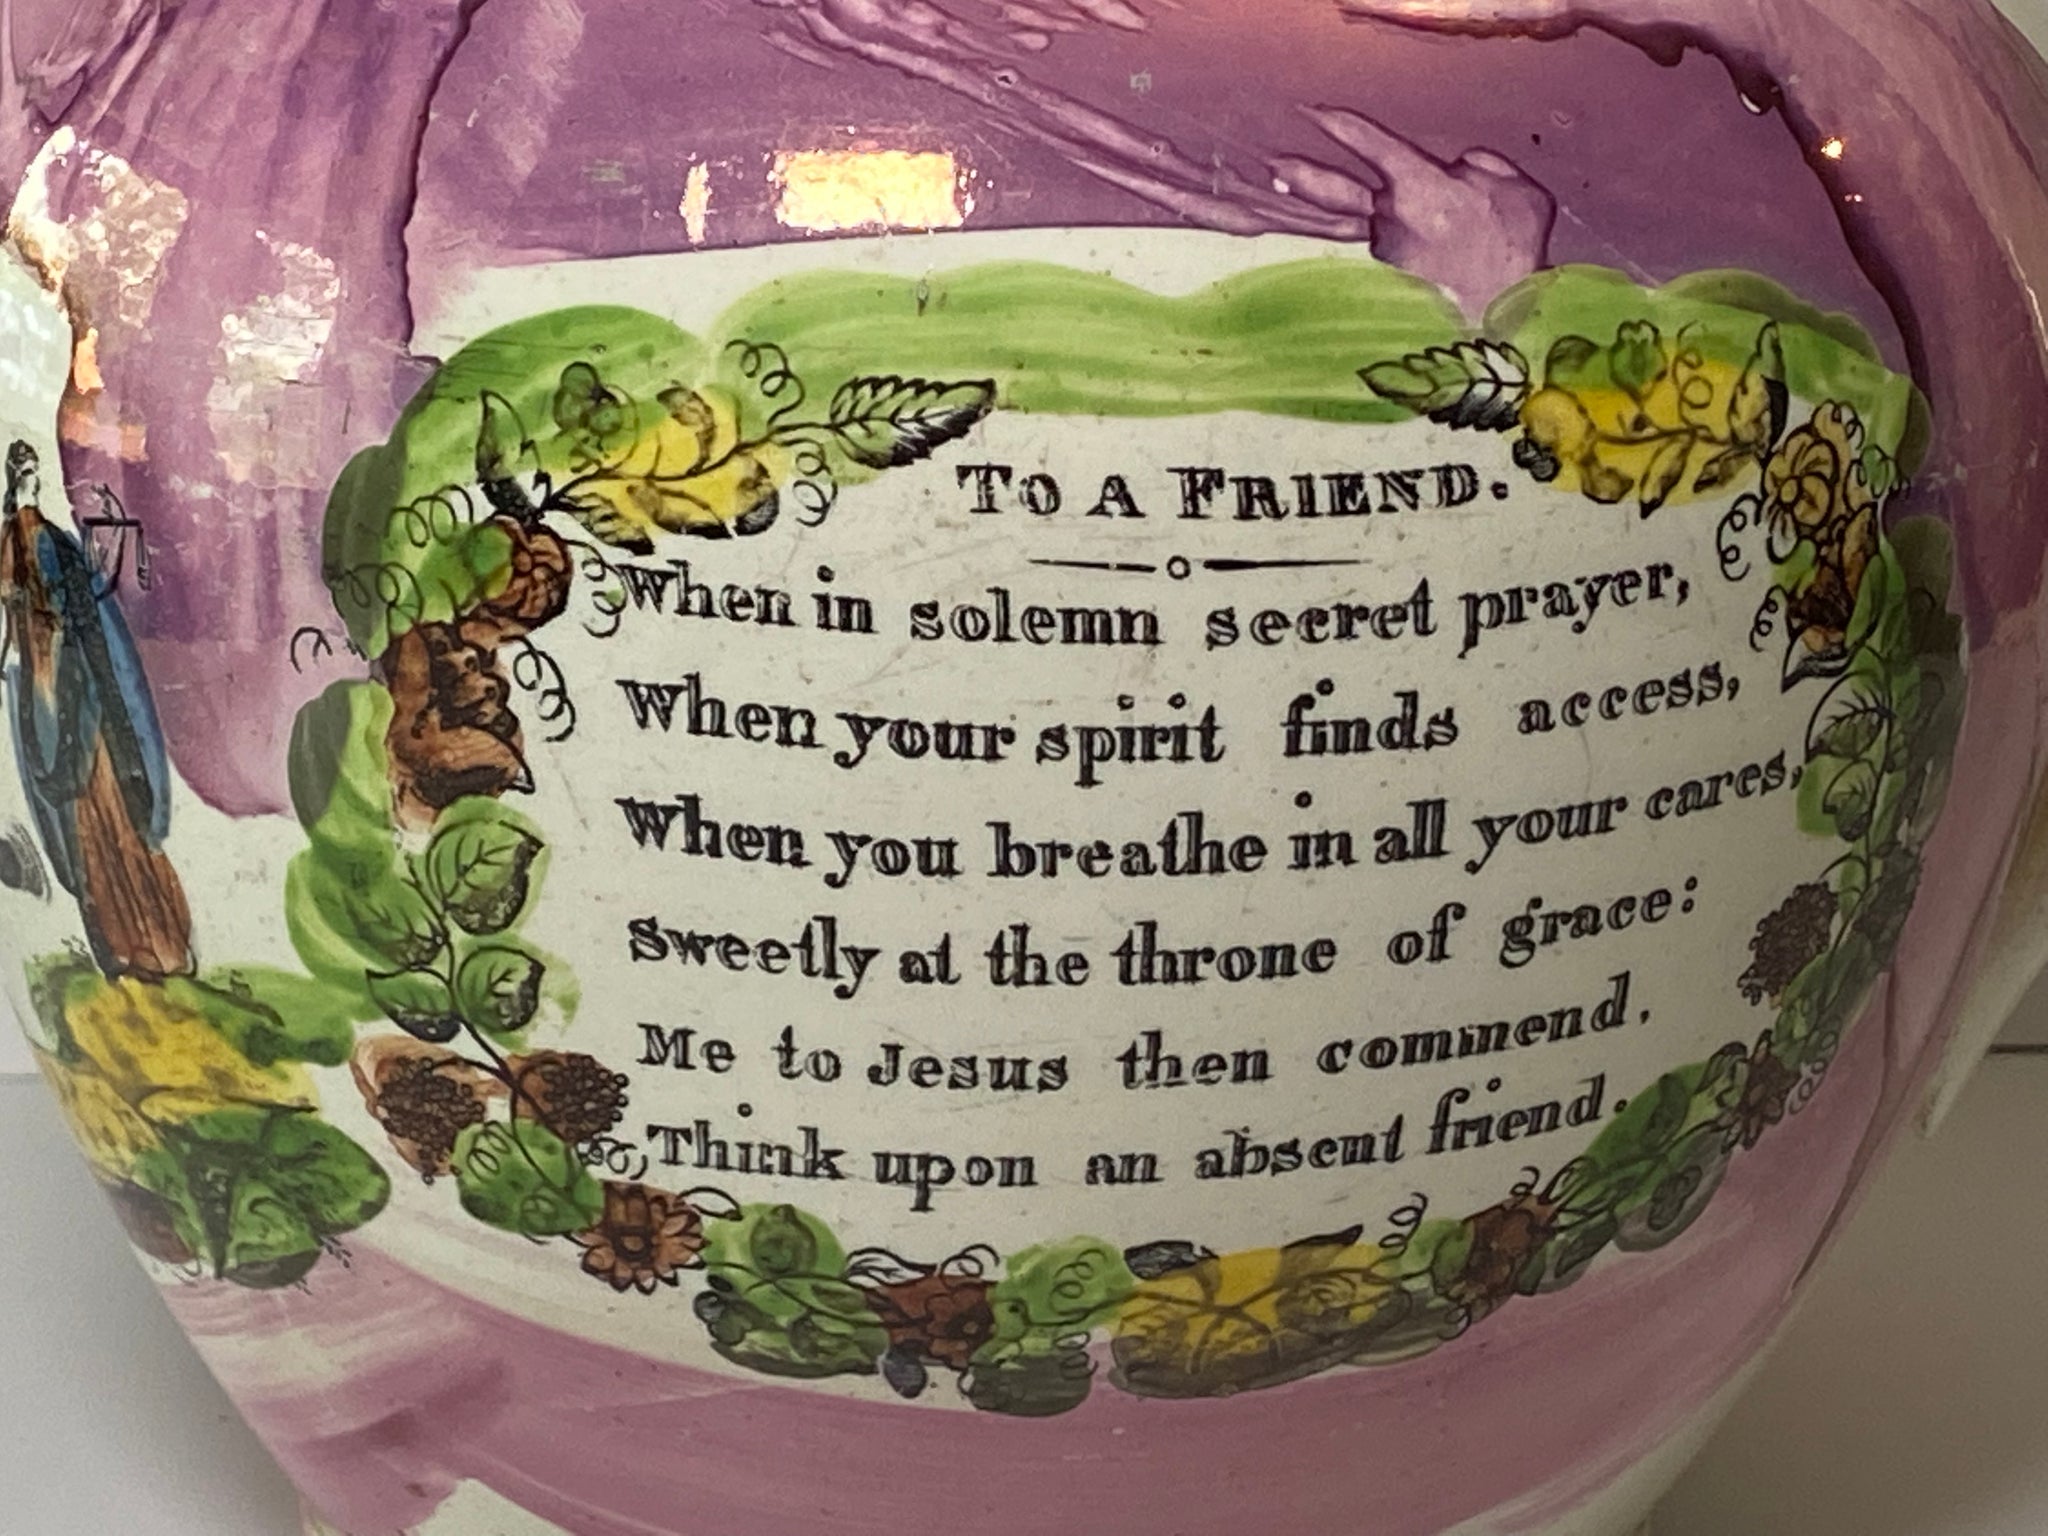 TO A FRIEND.
When in solemn secret prayer,
When your spirit finds access,
When you breathe in all your cares,
Sweetly at the throne of grace:
Me to Jesus then commend.
Think upon an absent friend.